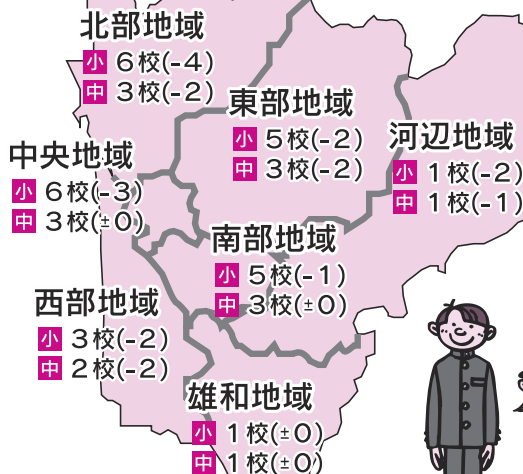 北部地域
小 6校(-4)
中 3校(-2)
東部地域
小 5校(-2)
中 3校(-2)
河辺地域
小 1校(-2)
中 1校(-1)
中央地域
小 6校(-3)
中 3校(±0)
南部地域
小 5校(-1)
中 3校(±0)
西部地域
小 3校(-2)
中 2校(-2)
雄和地域
小 1校(±0)
中 1校(±0)